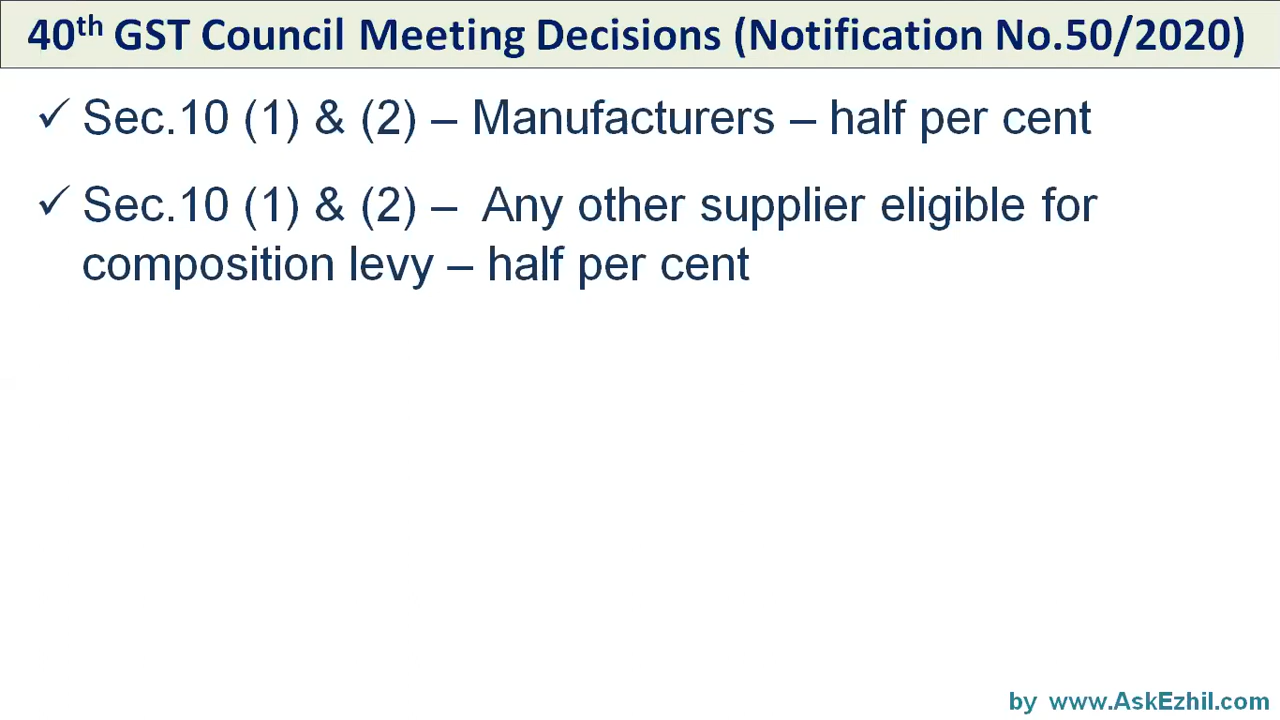 40th GST Council Meeting Decisions (Notification No.50/2020)
✓ Sec.10 (1) & (2) – Manufacturers – half per cent
✓ Sec.10 (1) & (2) – Any other supplier eligible for
composition levy – half per cent
by www.AskEzhil.com